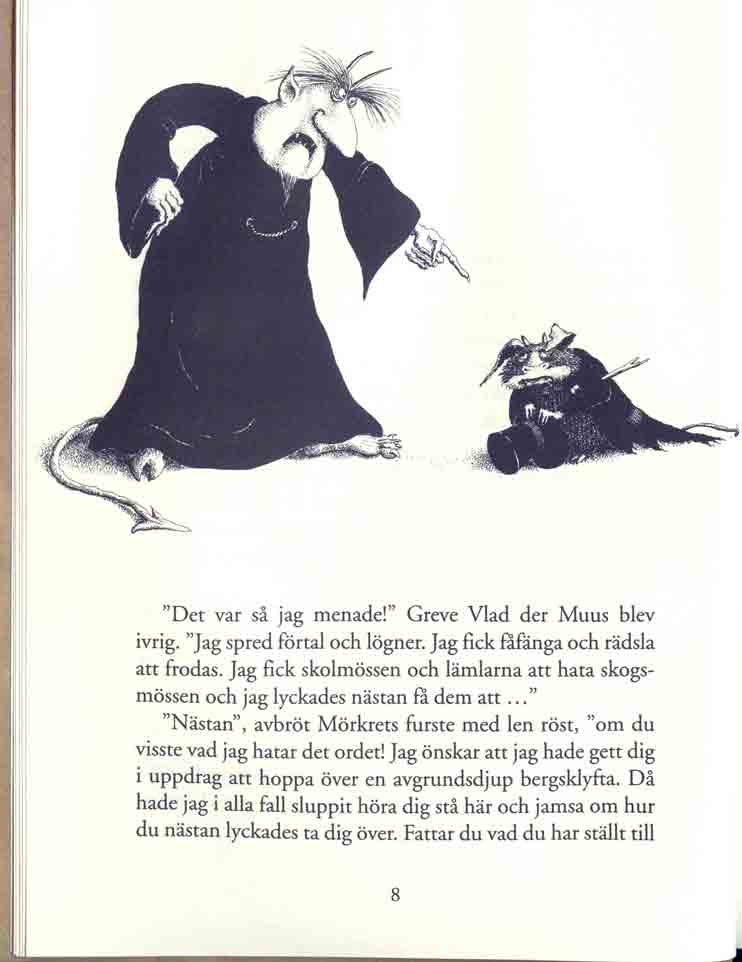 ”Det var så jag menade!” Greve Vlad der Muus blev
ivrig. ”Jag spred förtal och lögner. Jag fick fåfänga och rädsla
att frodas. Jag fick skolmössen och lämlarna att hata skogs-
mössen och jag lyckades nästan få dem att …”
”Nästan”, avbröt Mörkrets furste med len röst, ”om du
visste vad jag hatar det ordet! Jag önskar att jag hade gett dig
i uppdrag att hoppa över en avgrundsdjup bergsklyfta. Då
hade jag i alla fall sluppit höra dig stå här och jamsa om hur
du nästan lyckades ta dig över. Fattar du vad du har ställt till
8